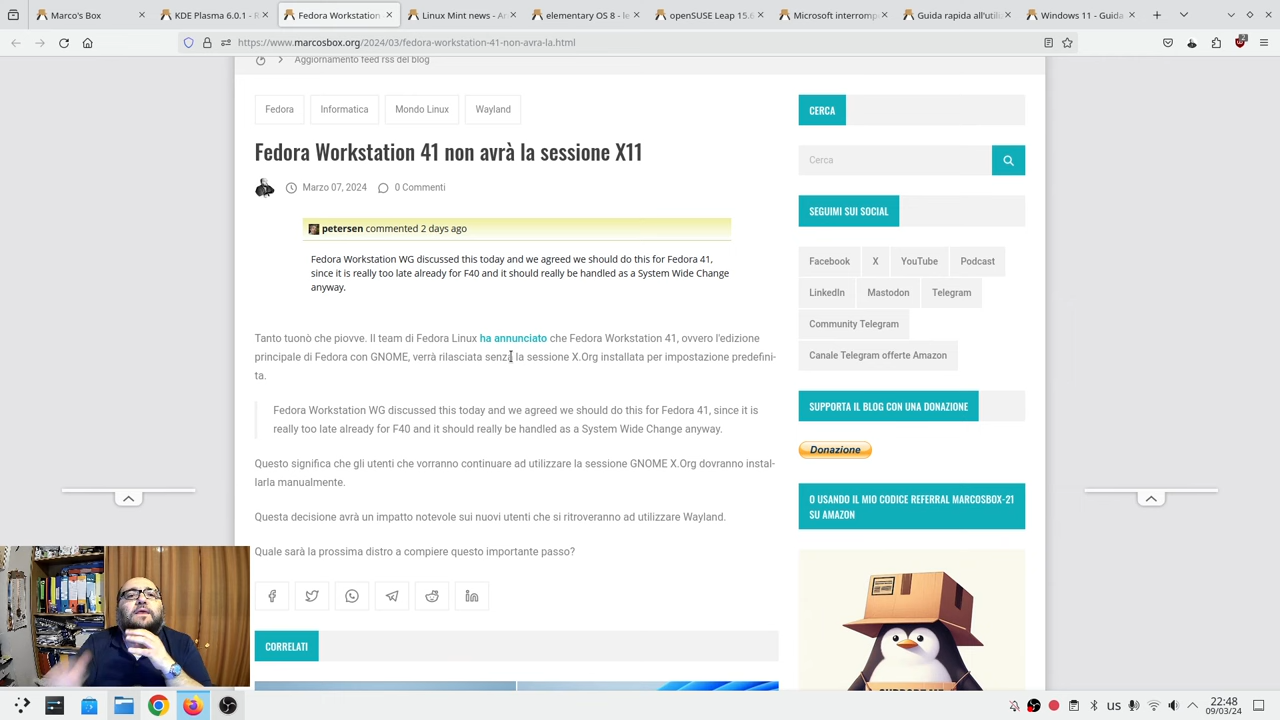 Marco's Box
KDE Plasma 6.0.1 - R
Fedora Workstation
Linux Mint news - An
elementary OS 8 - le
openSUSE Leap 15.6
Microsoft interromp
Guida rapida all'utili
Windows 11 - Guida
https://www.marcosbox.org/2024/03/fedora-workstation-41-non-avra-la.html
Aggiornamento feed rss del blog
Fedora
Informatica
Mondo Linux
Wayland
Fedora Workstation 41 non avrà la sessione X11
Marzo 07, 2024
0 Commenti
petersen commented 2 days ago
Fedora Workstation WG discussed this today and we agreed we should do this for Fedora 41,
since it is really too late already for F40 and it should really be handled as a System Wide Change
anyway.
Tanto tuonò che piovve. Il team di Fedora Linux ha annunciato che Fedora Workstation 41, ovvero l'edizione
principale di Fedora con GNOME, verrà rilasciata senza la sessione X.Org installata per impostazione predefini-
ta.
Fedora Workstation WG discussed this today and we agreed we should do this for Fedora 41, since it is
really too late already for F40 and it should really be handled as a System Wide Change anyway.
Questo significa che gli utenti che vorranno continuare ad utilizzare la sessione GNOME X.Org dovranno instal-
larla manualmente.
Questa decisione avrà un impatto notevole sui nuovi utenti che si ritroveranno ad utilizzare Wayland.
Quale sarà la prossima distro a compiere questo importante passo?
CORRELATI
CERCA
Cerca
SEGUIMI SUI SOCIAL
Facebook
X
YouTube
Podcast
LinkedIn
Mastodon
Telegram
Community Telegram
Canale Telegram offerte Amazon
SUPPORTA IL BLOG CON UNA DONAZIONE
Donazione
O USANDO IL MIO CODICE REFERRAL MARCOSBOX-21
SU AMAZON
us
22:48
09/03/24